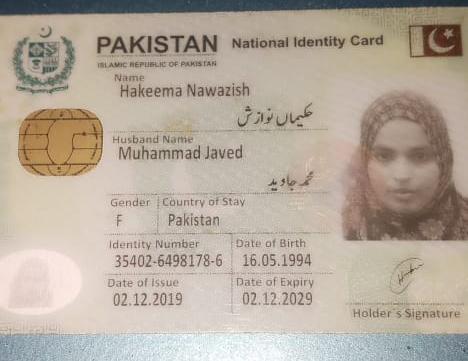 PAKISTAN National Identity Card
ISLAMIC REPUBLIC OF PAKISTAN
Name
Hakeema Nawazish
حکیماں نوازش
Husband Name
Muhammad Javed
محمد جاوید
Gender Country of Stay
F Pakistan
Identity Number Date of Birth
35402-6498178-6 16.05.1994
Date of Issue Date of Expiry
02.12.2019 02.12.2029
Holder's Signature